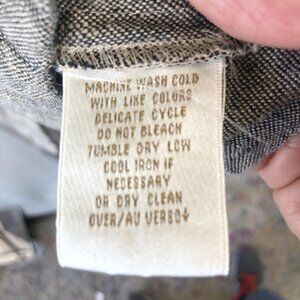 MACHINE WASH COLD
WITH LIKE COLORS
DELICATE CYCLE
DO NOT BLEACH
TUMBLE DRY LOW
COOL IRON IF
NECESSARY
OR DRY CLEAN
OVER/AU VERSO↓